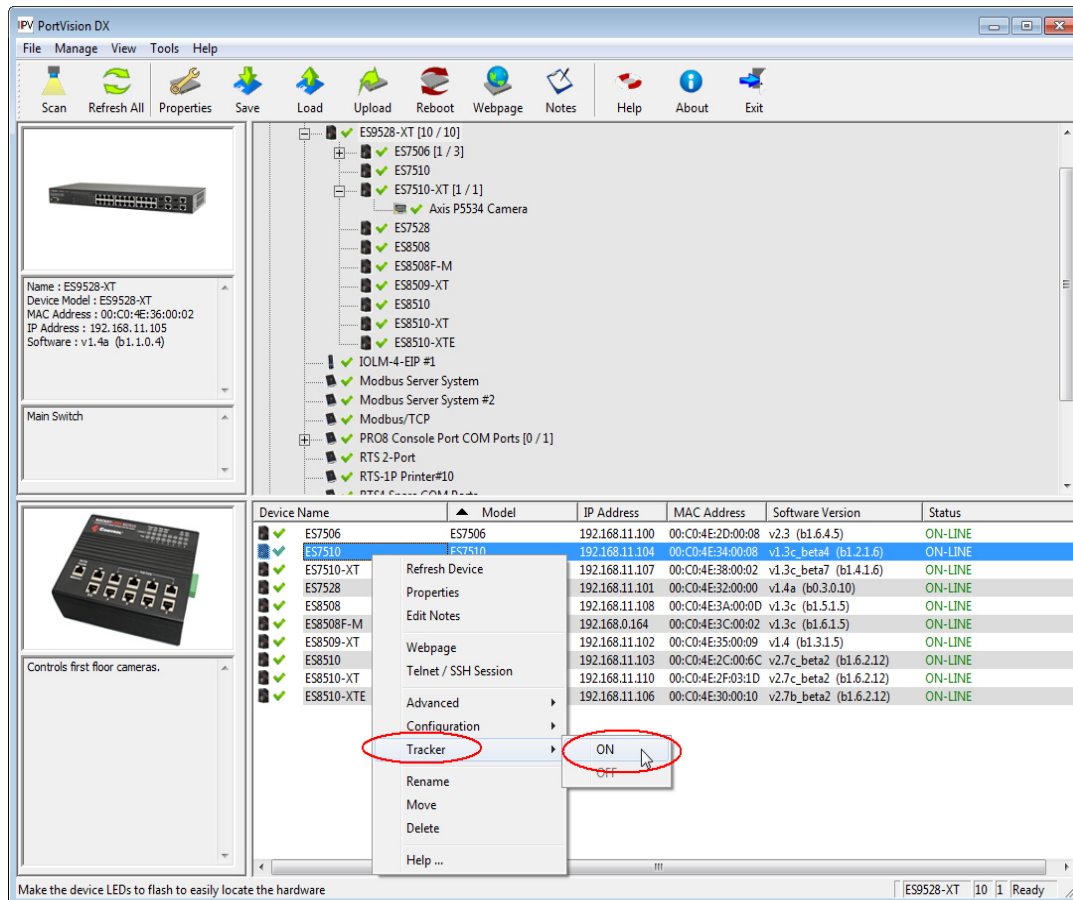 IPV PortVision DX
File Manage View Tools Help
Scan Refresh All Properties Save Load Upload Reboot Webpage Notes Help About Exit
ES9528-XT [10 / 10]
ES7506 [1 / 3]
ES7510
ES7510-XT [1 / 1]
Axis P5534 Camera
ES7528
ES8508
ES8508F-M
ES8509-XT
ES8510
ES8510-XT
ES8510-XTE
IOLM-4-EIP #1
Modbus Server System
Modbus Server System #2
Modbus/TCP
PRO8 Console Port COM Ports [0 / 1]
RTS 2-Port
RTS-1P Printer#10
Name : ES9528-XT
Device Model : ES9528-XT
MAC Address : 00:C0:4E:36:00:02
IP Address : 192.168.11.105
Software : v1.4a (b1.1.0.4)
Main Switch
Controls first floor cameras.
Device Name Model IP Address MAC Address Software Version Status
ES7506 ES7506 192.168.11.100 00:C0:4E:2D:00:08 v2.3 (b1.6.4.5) ON-LINE
ES7510 ES7510 192.168.11.104 00:C0:4E:34:00:08 v1.3c_beta4 (b1.2.1.6) ON-LINE
ES7510-XT 192.168.11.107 00:C0:4E:38:00:02 v1.3c_beta7 (b1.4.1.6) ON-LINE
ES7528 192.168.11.101 00:C0:4E:32:00:00 v1.4a (b0.3.0.10) ON-LINE
ES8508 192.168.11.108 00:C0:4E:3A:00:0D v1.3c (b1.5.1.5) ON-LINE
ES8508F-M 192.168.0.164 00:C0:4E:3C:00:02 v1.3c (b1.6.1.5) ON-LINE
ES8509-XT 192.168.11.102 00:C0:4E:35:00:09 v1.4 (b1.3.1.5) ON-LINE
ES8510 192.168.11.103 00:C0:4E:2C:00:6C v2.7c_beta2 (b1.6.2.12) ON-LINE
ES8510-XT 192.168.11.110 00:C0:4E:2F:03:1D v2.7c_beta2 (b1.6.2.12) ON-LINE
ES8510-XTE 192.168.11.106 00:C0:4E:30:00:10 v2.7b_beta2 (b1.6.2.12) ON-LINE
Refresh Device
Properties
Edit Notes
Webpage
Telnet / SSH Session
Advanced
Configuration
Tracker
ON
OFF
Rename
Move
Delete
Help ...
Make the device LEDs to flash to easily locate the hardware
ES9528-XT 10 1 Ready